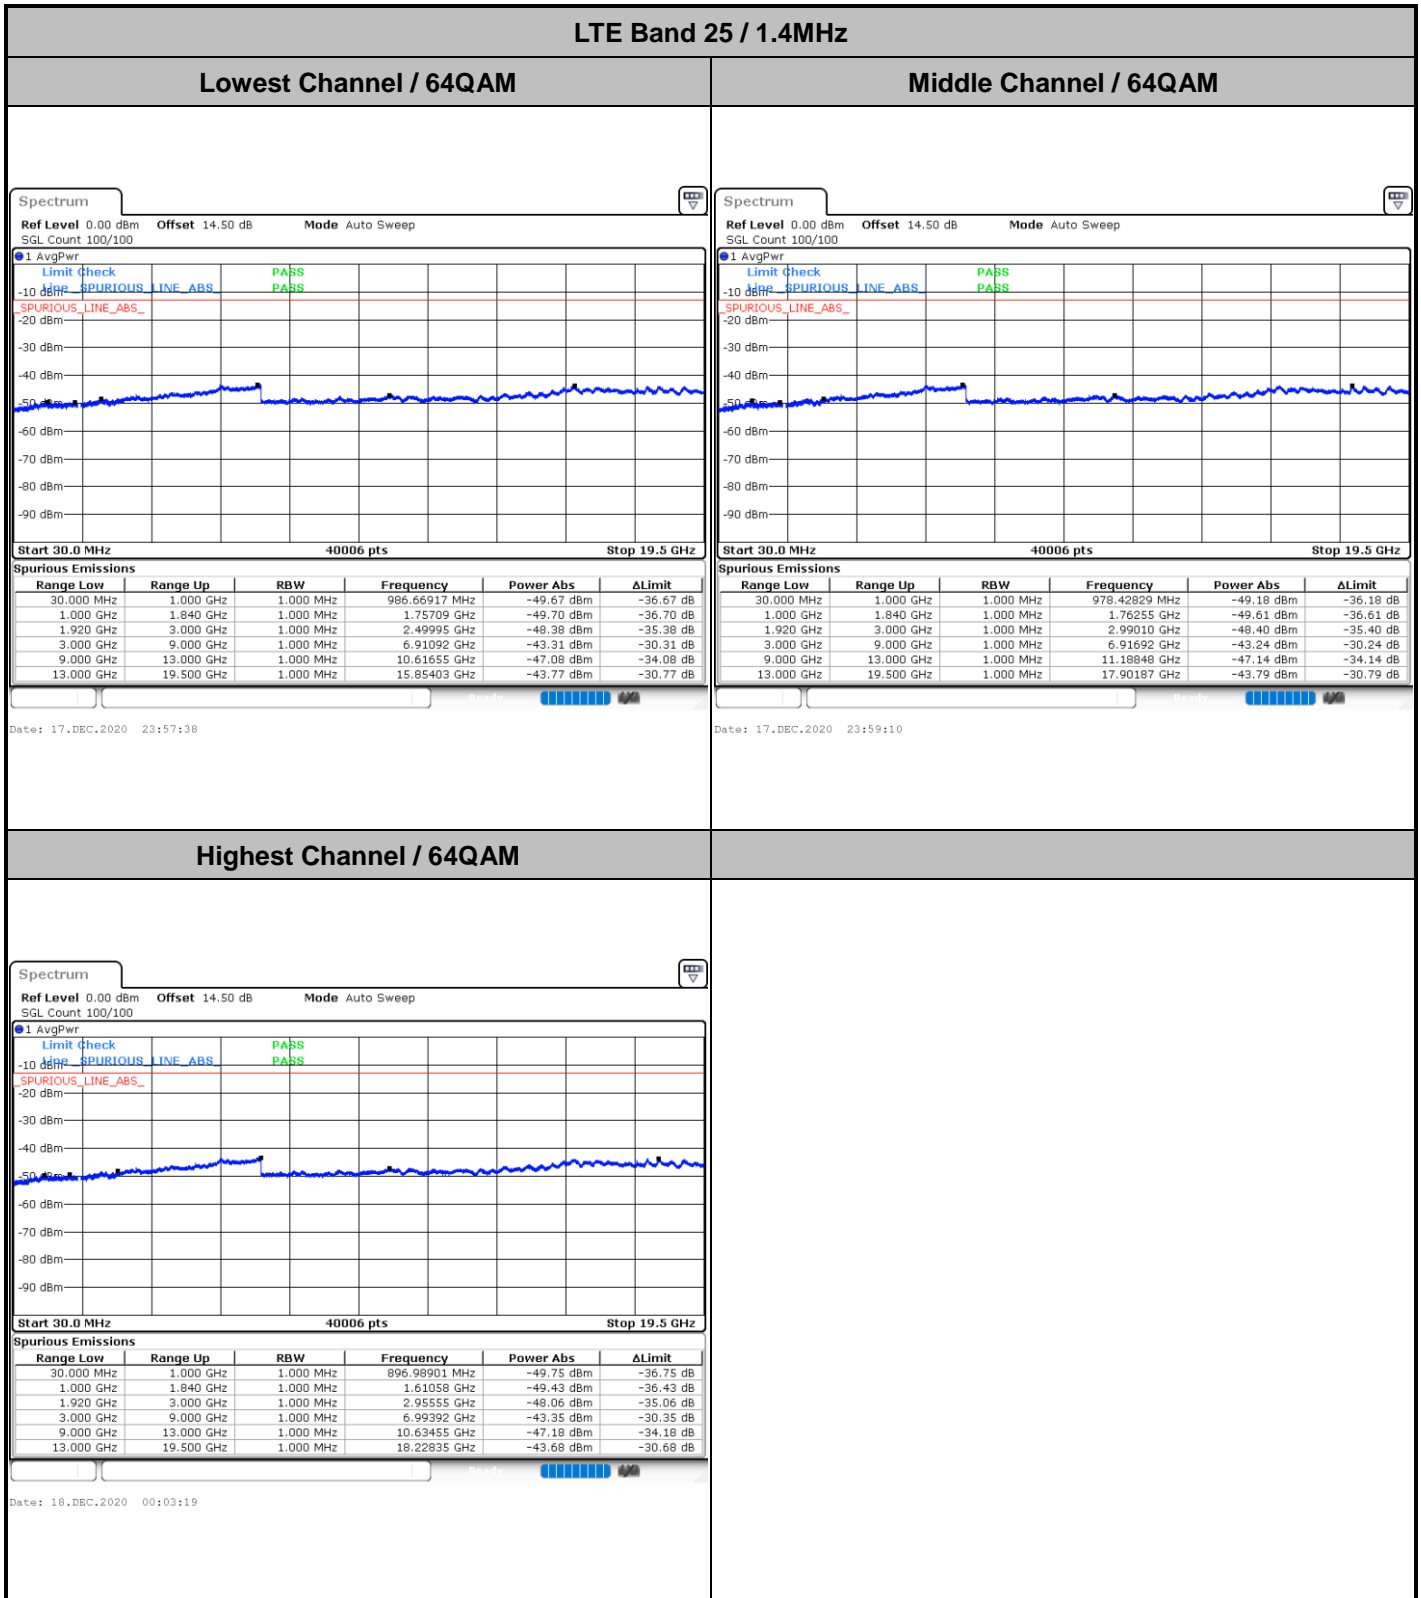 LTE Band 25 / 1.4MHz
Lowest Channel / 64QAM
Middle Channel / 64QAM
Spectrum
Ref Level 0.00 dBm Offset 14.50 dB Mode Auto Sweep
SGL Count 100/100
1 AvgPwr
Limit Check PASS
Line _SPURIOUS_LINE_ABS_ PASS
-10 dBm
_SPURIOUS_LINE_ABS_
-20 dBm
-30 dBm
-40 dBm
-50 dBm
-60 dBm
-70 dBm
-80 dBm
-90 dBm
Start 30.0 MHz 40006 pts Stop 19.5 GHz
Spurious Emissions
Range Low Range Up RBW Frequency Power Abs ΔLimit
30.000 MHz 1.000 GHz 1.000 MHz 986.66917 MHz -49.67 dBm -36.67 dB
1.000 GHz 1.840 GHz 1.000 MHz 1.75709 GHz -49.70 dBm -36.70 dB
1.920 GHz 3.000 GHz 1.000 MHz 2.49995 GHz -48.38 dBm -35.38 dB
3.000 GHz 9.000 GHz 1.000 MHz 6.91092 GHz -43.31 dBm -30.31 dB
9.000 GHz 13.000 GHz 1.000 MHz 10.61655 GHz -47.08 dBm -34.08 dB
13.000 GHz 19.500 GHz 1.000 MHz 15.85403 GHz -43.77 dBm -30.77 dB
Date: 17.DEC.2020 23:57:38
Spectrum
Ref Level 0.00 dBm Offset 14.50 dB Mode Auto Sweep
SGL Count 100/100
1 AvgPwr
Limit Check PASS
Line _SPURIOUS_LINE_ABS_ PASS
-10 dBm
_SPURIOUS_LINE_ABS_
-20 dBm
-30 dBm
-40 dBm
-50 dBm
-60 dBm
-70 dBm
-80 dBm
-90 dBm
Start 30.0 MHz 40006 pts Stop 19.5 GHz
Spurious Emissions
Range Low Range Up RBW Frequency Power Abs ΔLimit
30.000 MHz 1.000 GHz 1.000 MHz 978.42829 MHz -49.18 dBm -36.18 dB
1.000 GHz 1.840 GHz 1.000 MHz 1.76255 GHz -49.61 dBm -36.61 dB
1.920 GHz 3.000 GHz 1.000 MHz 2.99010 GHz -48.40 dBm -35.40 dB
3.000 GHz 9.000 GHz 1.000 MHz 6.91692 GHz -43.24 dBm -30.24 dB
9.000 GHz 13.000 GHz 1.000 MHz 11.18848 GHz -47.14 dBm -34.14 dB
13.000 GHz 19.500 GHz 1.000 MHz 17.90187 GHz -43.79 dBm -30.79 dB
Date: 17.DEC.2020 23:59:10
Highest Channel / 64QAM
Spectrum
Ref Level 0.00 dBm Offset 14.50 dB Mode Auto Sweep
SGL Count 100/100
1 AvgPwr
Limit Check PASS
Line _SPURIOUS_LINE_ABS_ PASS
-10 dBm
_SPURIOUS_LINE_ABS_
-20 dBm
-30 dBm
-40 dBm
-50 dBm
-60 dBm
-70 dBm
-80 dBm
-90 dBm
Start 30.0 MHz 40006 pts Stop 19.5 GHz
Spurious Emissions
Range Low Range Up RBW Frequency Power Abs ΔLimit
30.000 MHz 1.000 GHz 1.000 MHz 896.98901 MHz -49.75 dBm -36.75 dB
1.000 GHz 1.840 GHz 1.000 MHz 1.61058 GHz -49.43 dBm -36.43 dB
1.920 GHz 3.000 GHz 1.000 MHz 2.95555 GHz -48.06 dBm -35.06 dB
3.000 GHz 9.000 GHz 1.000 MHz 6.99392 GHz -43.35 dBm -30.35 dB
9.000 GHz 13.000 GHz 1.000 MHz 10.63455 GHz -47.18 dBm -34.18 dB
13.000 GHz 19.500 GHz 1.000 MHz 18.22835 GHz -43.68 dBm -30.68 dB
Date: 18.DEC.2020 00:03:19